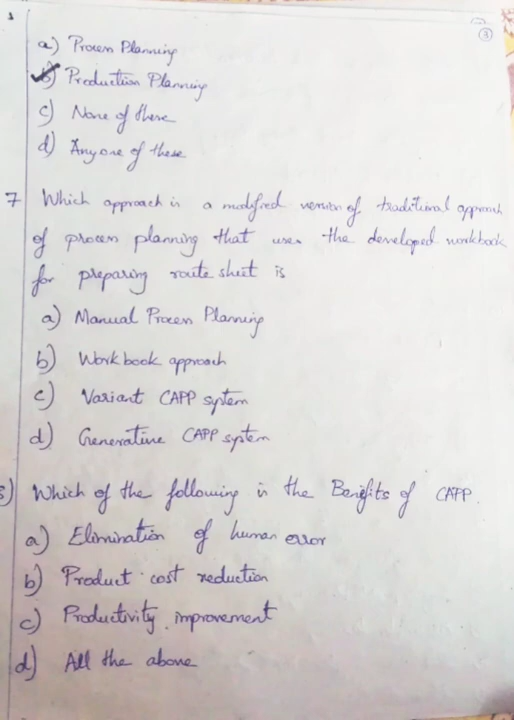 3
a) Process Planning
b) Production Planning
c) None of these
d) Any one of these
7 Which approach is a modified version of traditional approach
of process planning that uses the developed workbook
for preparing route sheet is
a) Manual Process Planning
b) Work book approach
c) Variant CAPP system
d) Generative CAPP system
8) Which of the following is the Benefits of CAPP.
a) Elimination of human error
b) Product cost reduction
c) Productivity improvement
d) All the above